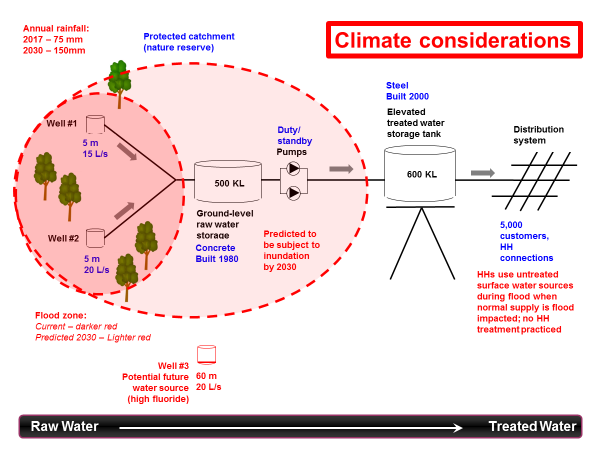 Annual rainfall:
2017 – 75 mm
2030 – 150mm
Protected catchment
(nature reserve)
Climate considerations
Steel
Built 2000
Elevated
treated water
storage tank
Well #1
5 m
15 L/s
Duty/
standby
Pumps
Distribution
system
500 KL
600 KL
Well #2
5 m
20 L/s
Ground-level
raw water
storage
Concrete
Built 1980
Predicted to
be subject to
inundation
by 2030
5,000
customers,
HH
connections
HHs use untreated
surface water sources
during flood when
normal supply is flood
impacted; no HH
treatment practiced
Flood zone:
Current – darker red
Predicted 2030 – Lighter red
Well #3
Potential future
water source
(high fluoride)
60 m
20 L/s
Raw Water
Treated Water